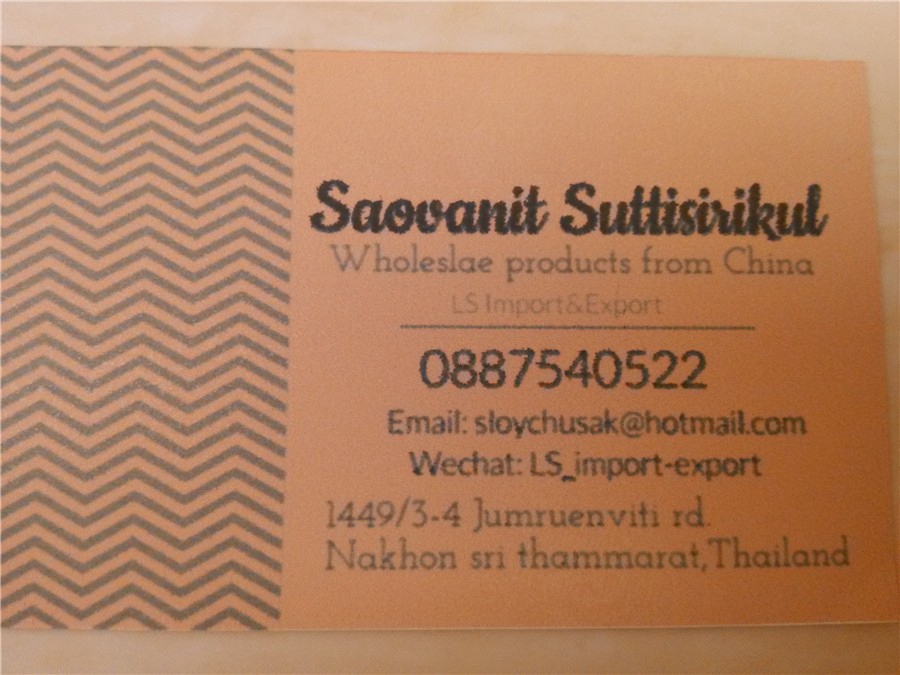 Saovanit Suttisirikul
Wholeslae products from China
LS Import&Export
0887540522
Email: sloychusak@hotmail.com
Wechat: LS_import-export
1449/3-4 Jumruenviti rd.
Nakhon sri thammarat,Thailand